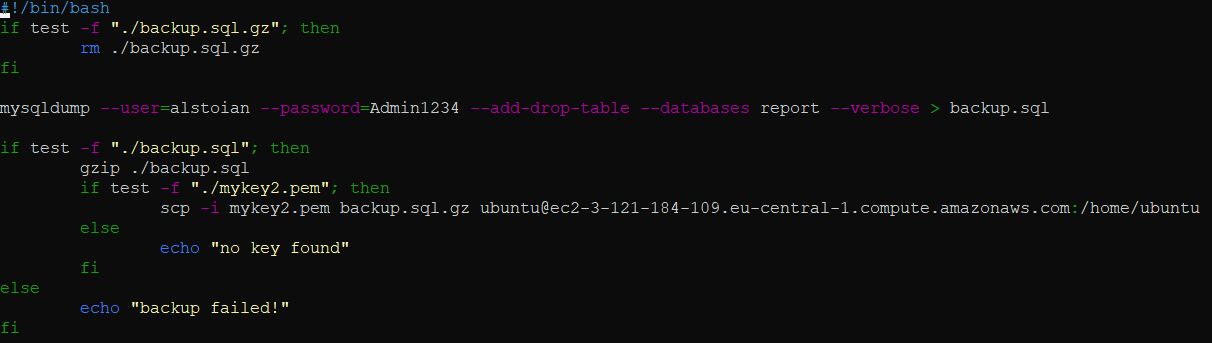 #!/bin/bash
if test -f "./backup.sql.gz"; then
        rm ./backup.sql.gz
fi

mysqldump --user=alstoian --password=Admin1234 --add-drop-table --databases report --verbose > backup.sql

if test -f "./backup.sql"; then
        gzip ./backup.sql
        if test -f "./mykey2.pem"; then
                scp -i mykey2.pem backup.sql.gz ubuntu@ec2-3-121-184-109.eu-central-1.compute.amazonaws.com:/home/ubuntu
        else
                echo "no key found"
        fi
else
        echo "backup failed!"
fi